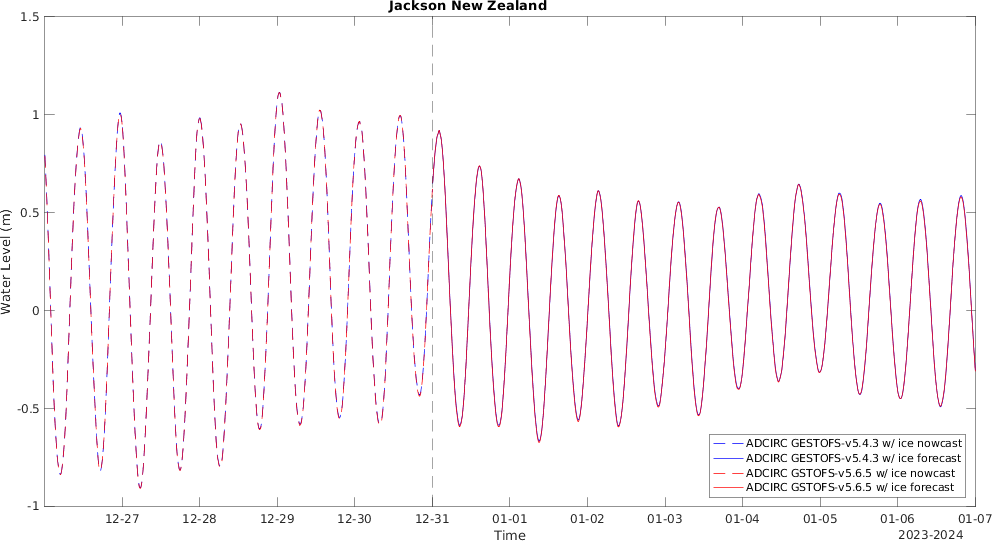 Jackson New Zealand
1.5
1
0.5
0
-0.5
-1
Water Level (m)
12-27 12-28 12-29 12-30 12-31 01-01 01-02 01-03 01-04 01-05 01-06 01-07
Time
2023-2024
ADCIRC GESTOFS-v5.4.3 w/ ice nowcast
ADCIRC GESTOFS-v5.4.3 w/ ice forecast
ADCIRC GSTOFS-v5.6.5 w/ ice nowcast
ADCIRC GSTOFS-v5.6.5 w/ ice forecast